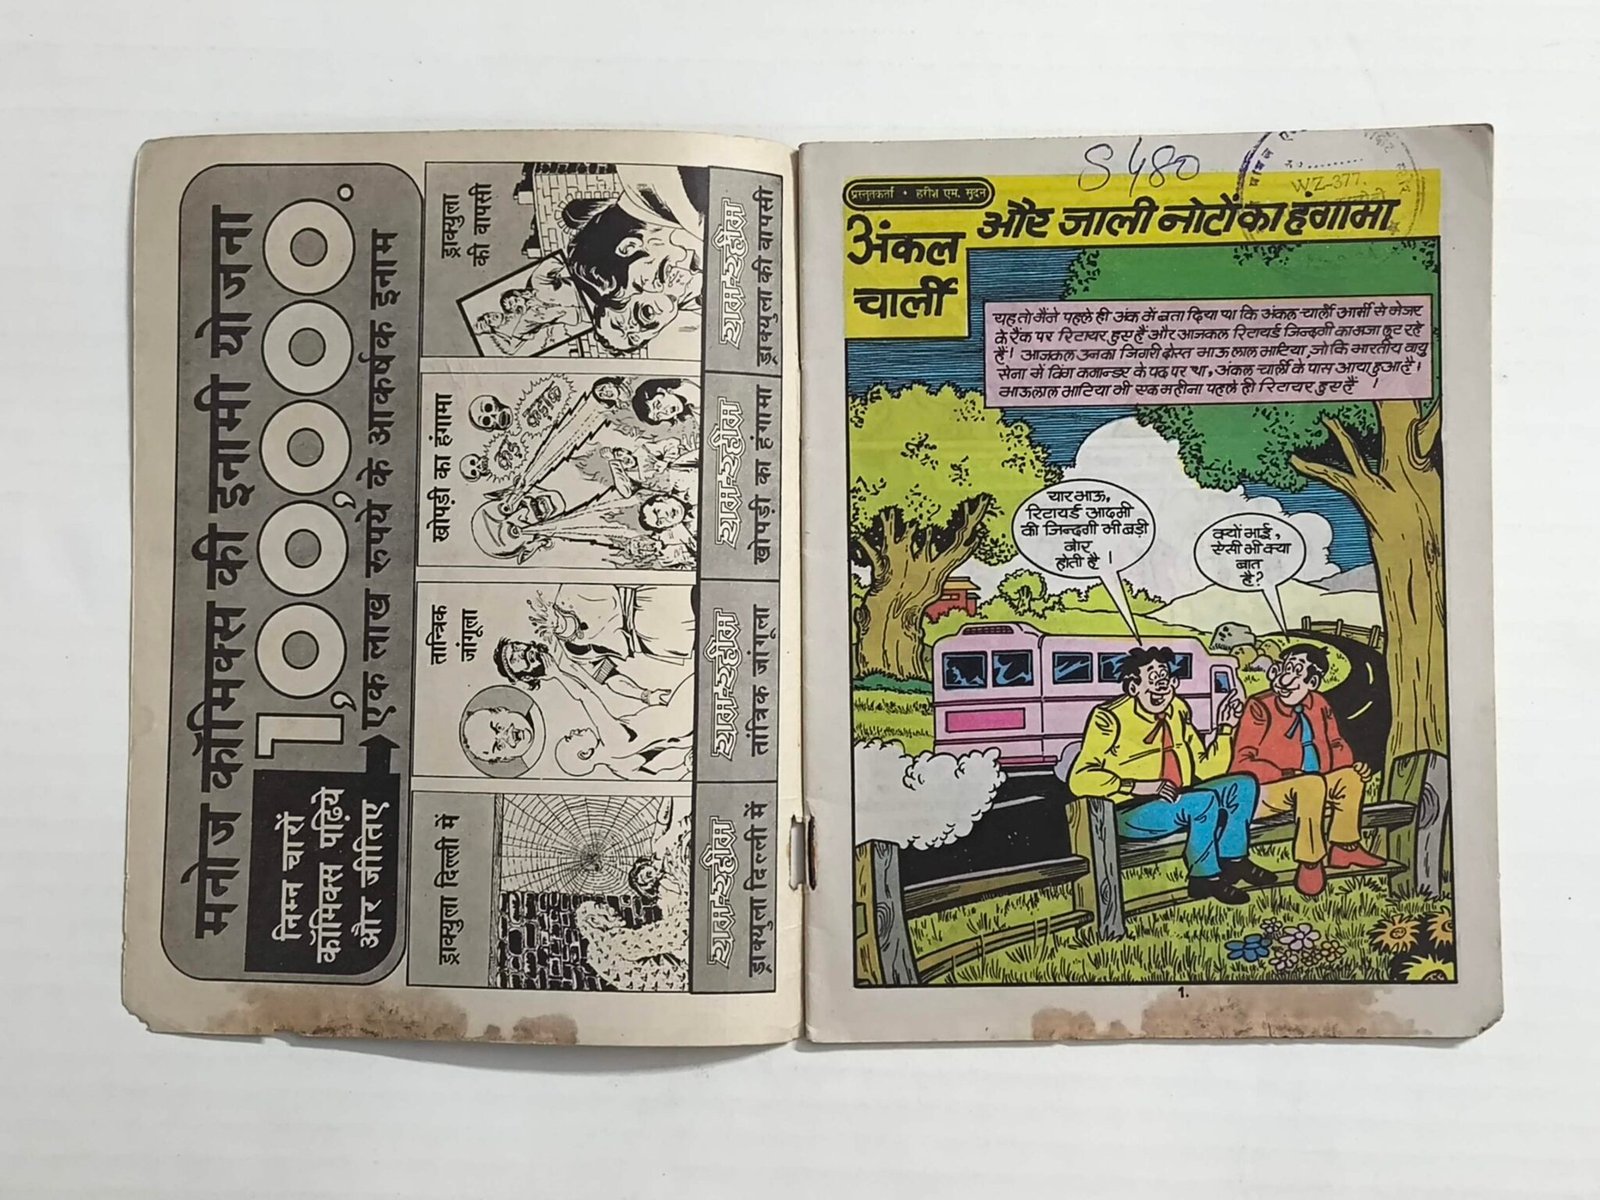 मनोज कॉमिक्स की इनामी योजना
1,00,000.00
एक लाख रुपये के आकर्षक इनाम
निम्न चारों
कॉमिक्स पढ़िये
और जीतिए
ड्राक्युला दिल्ली में
राम-रहीम
ड्राक्युला दिल्ली में
तान्त्रिक
जांगूला
राम-रहीम
तांत्रिक जांगूला
खोपड़ी का हंगामा
राम-रहीम
खोपड़ी का हंगामा
ड्राक्युला
की वापसी
राम-रहीम
ड्राक्युला की वापसी
S 480
WZ-377
प्रस्तुतकर्ता • हरीश एम. सूदन
अंकल
चार्ली
और जाली नोटों का हंगामा
यह तो मैंने पहले ही अंक में बता दिया था कि अंकल चार्ली आर्मी से मेजर
के रैंक पर रिटायर हुए हैं और आजकल रिटायर्ड जिन्दगी का मजा लूट रहे
हैं! आजकल उनका जिगरी दोस्त भाऊ लाल भाटिया, जो कि भारतीय वायु
सेना में विंग कमाण्डर के पद पर था, अंकल चार्ली के पास आया हुआ है।
भाऊलाल भाटिया भी एक महीना पहले ही रिटायर हुए हैं !
यार भाऊ,
रिटायर्ड आदमी
की जिन्दगी भी बड़ी
बोर
होती है !
क्यों भाई,
ऐसी भी क्या
बात
है?
1.